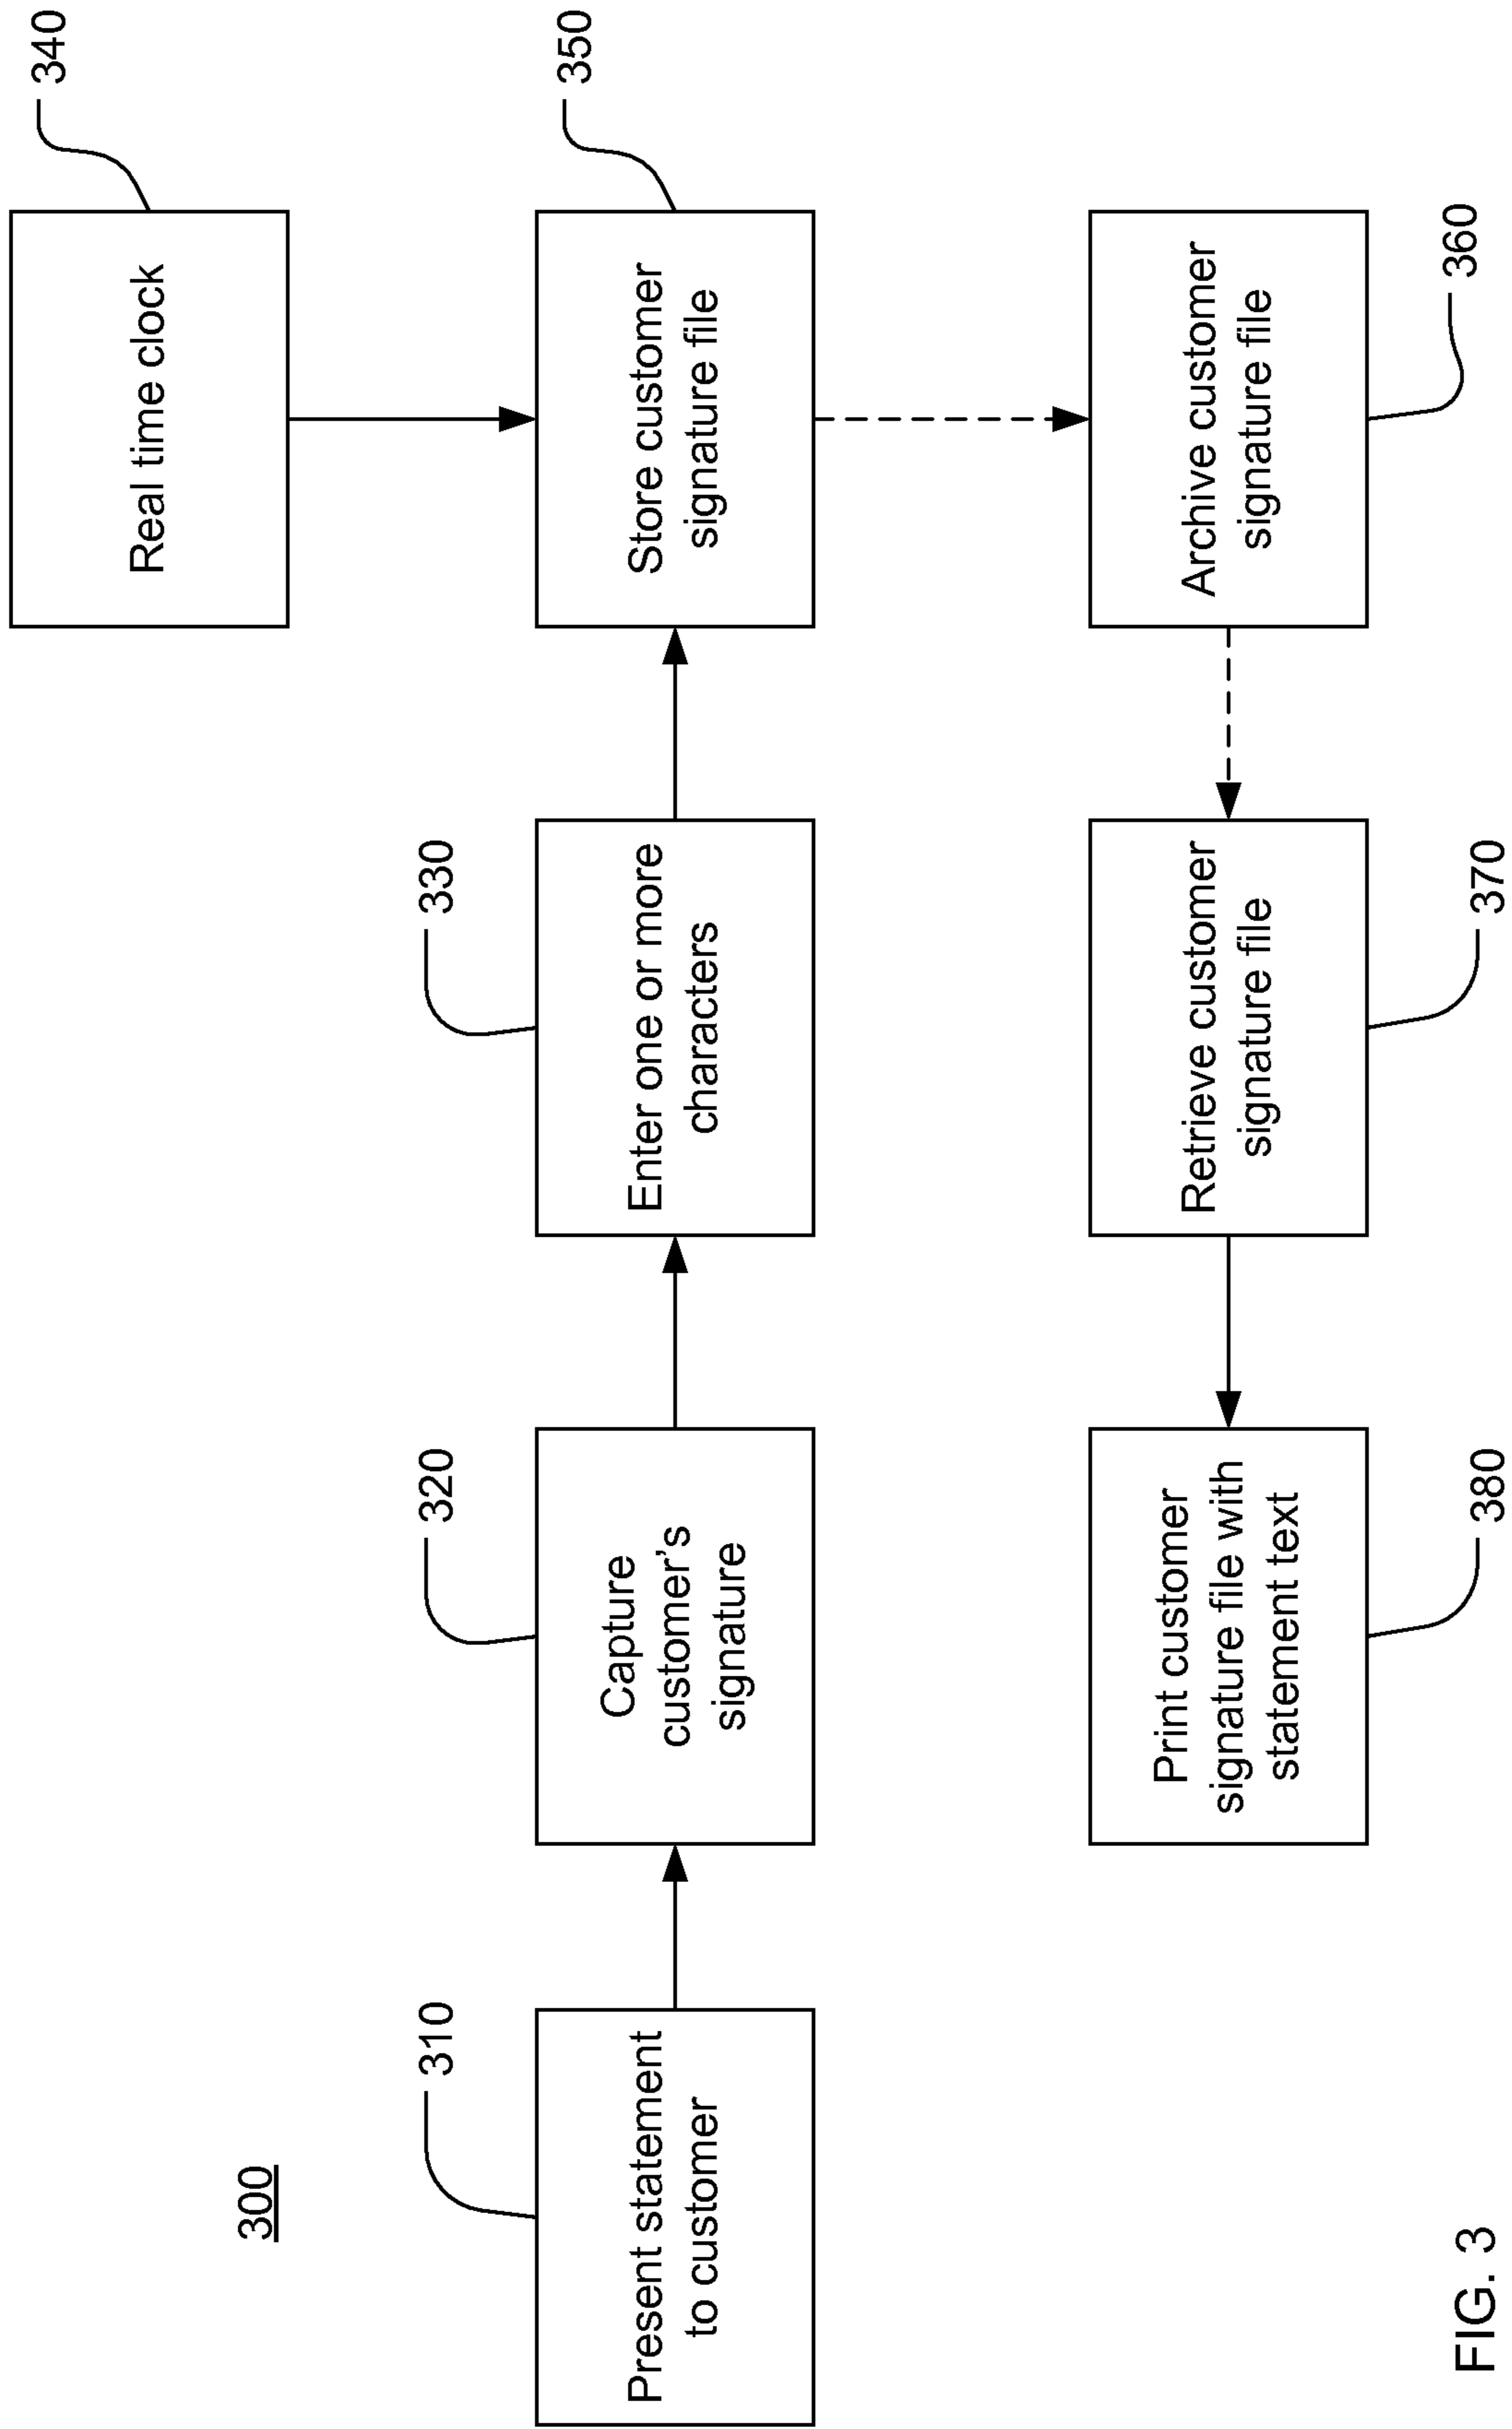 300
340
Real time clock
310
320
330
350
Present statement
to customer
Capture
customer's
signature
Enter one or more
characters
Store customer
signature file
Print customer
signature file with
statement text
Retrieve customer
signature file
Archive customer
signature file
380
370
360
FIG. 3